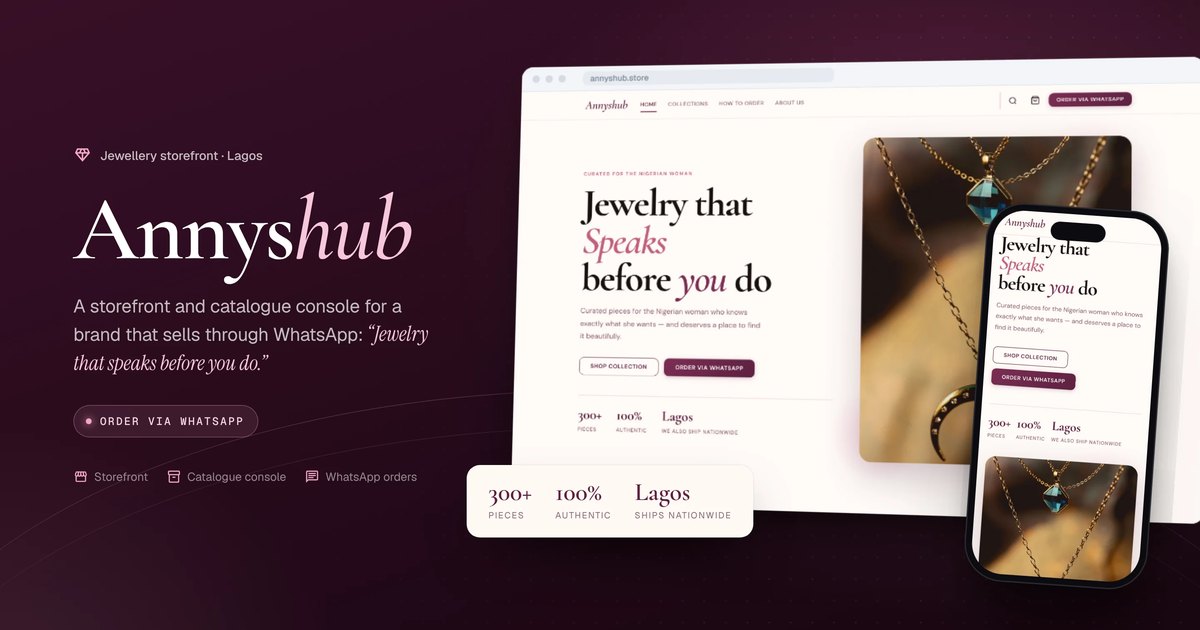 Jewellery storefront · Lagos
Annyshub
A storefront and catalogue console for a
brand that sells through WhatsApp: “Jewelry
that speaks before you do.”
ORDER VIA WHATSAPP
Storefront
Catalogue console
WhatsApp orders
annyshub.store
Annyshub
HOME
COLLECTIONS
HOW TO ORDER
ABOUT US
ORDER VIA WHATSAPP
CURATED FOR THE NIGERIAN WOMAN
Jewelry that
Speaks
before you do
Curated pieces for the Nigerian woman who knows
exactly what she wants — and deserves a place to find
it beautifully.
SHOP COLLECTION
ORDER VIA WHATSAPP
300+
PIECES
100%
AUTHENTIC
Lagos
WE ALSO SHIP NATIONWIDE
300+
PIECES
100%
AUTHENTIC
Lagos
SHIPS NATIONWIDE
Annyshub
Jewelry that
Speaks
before you do
Curated pieces for the Nigerian woman who knows
exactly what she wants — and deserves a place to
find it beautifully.
SHOP COLLECTION
ORDER VIA WHATSAPP
300+
PIECES
100%
AUTHENTIC
Lagos
WE ALSO SHIP NATIONWIDE